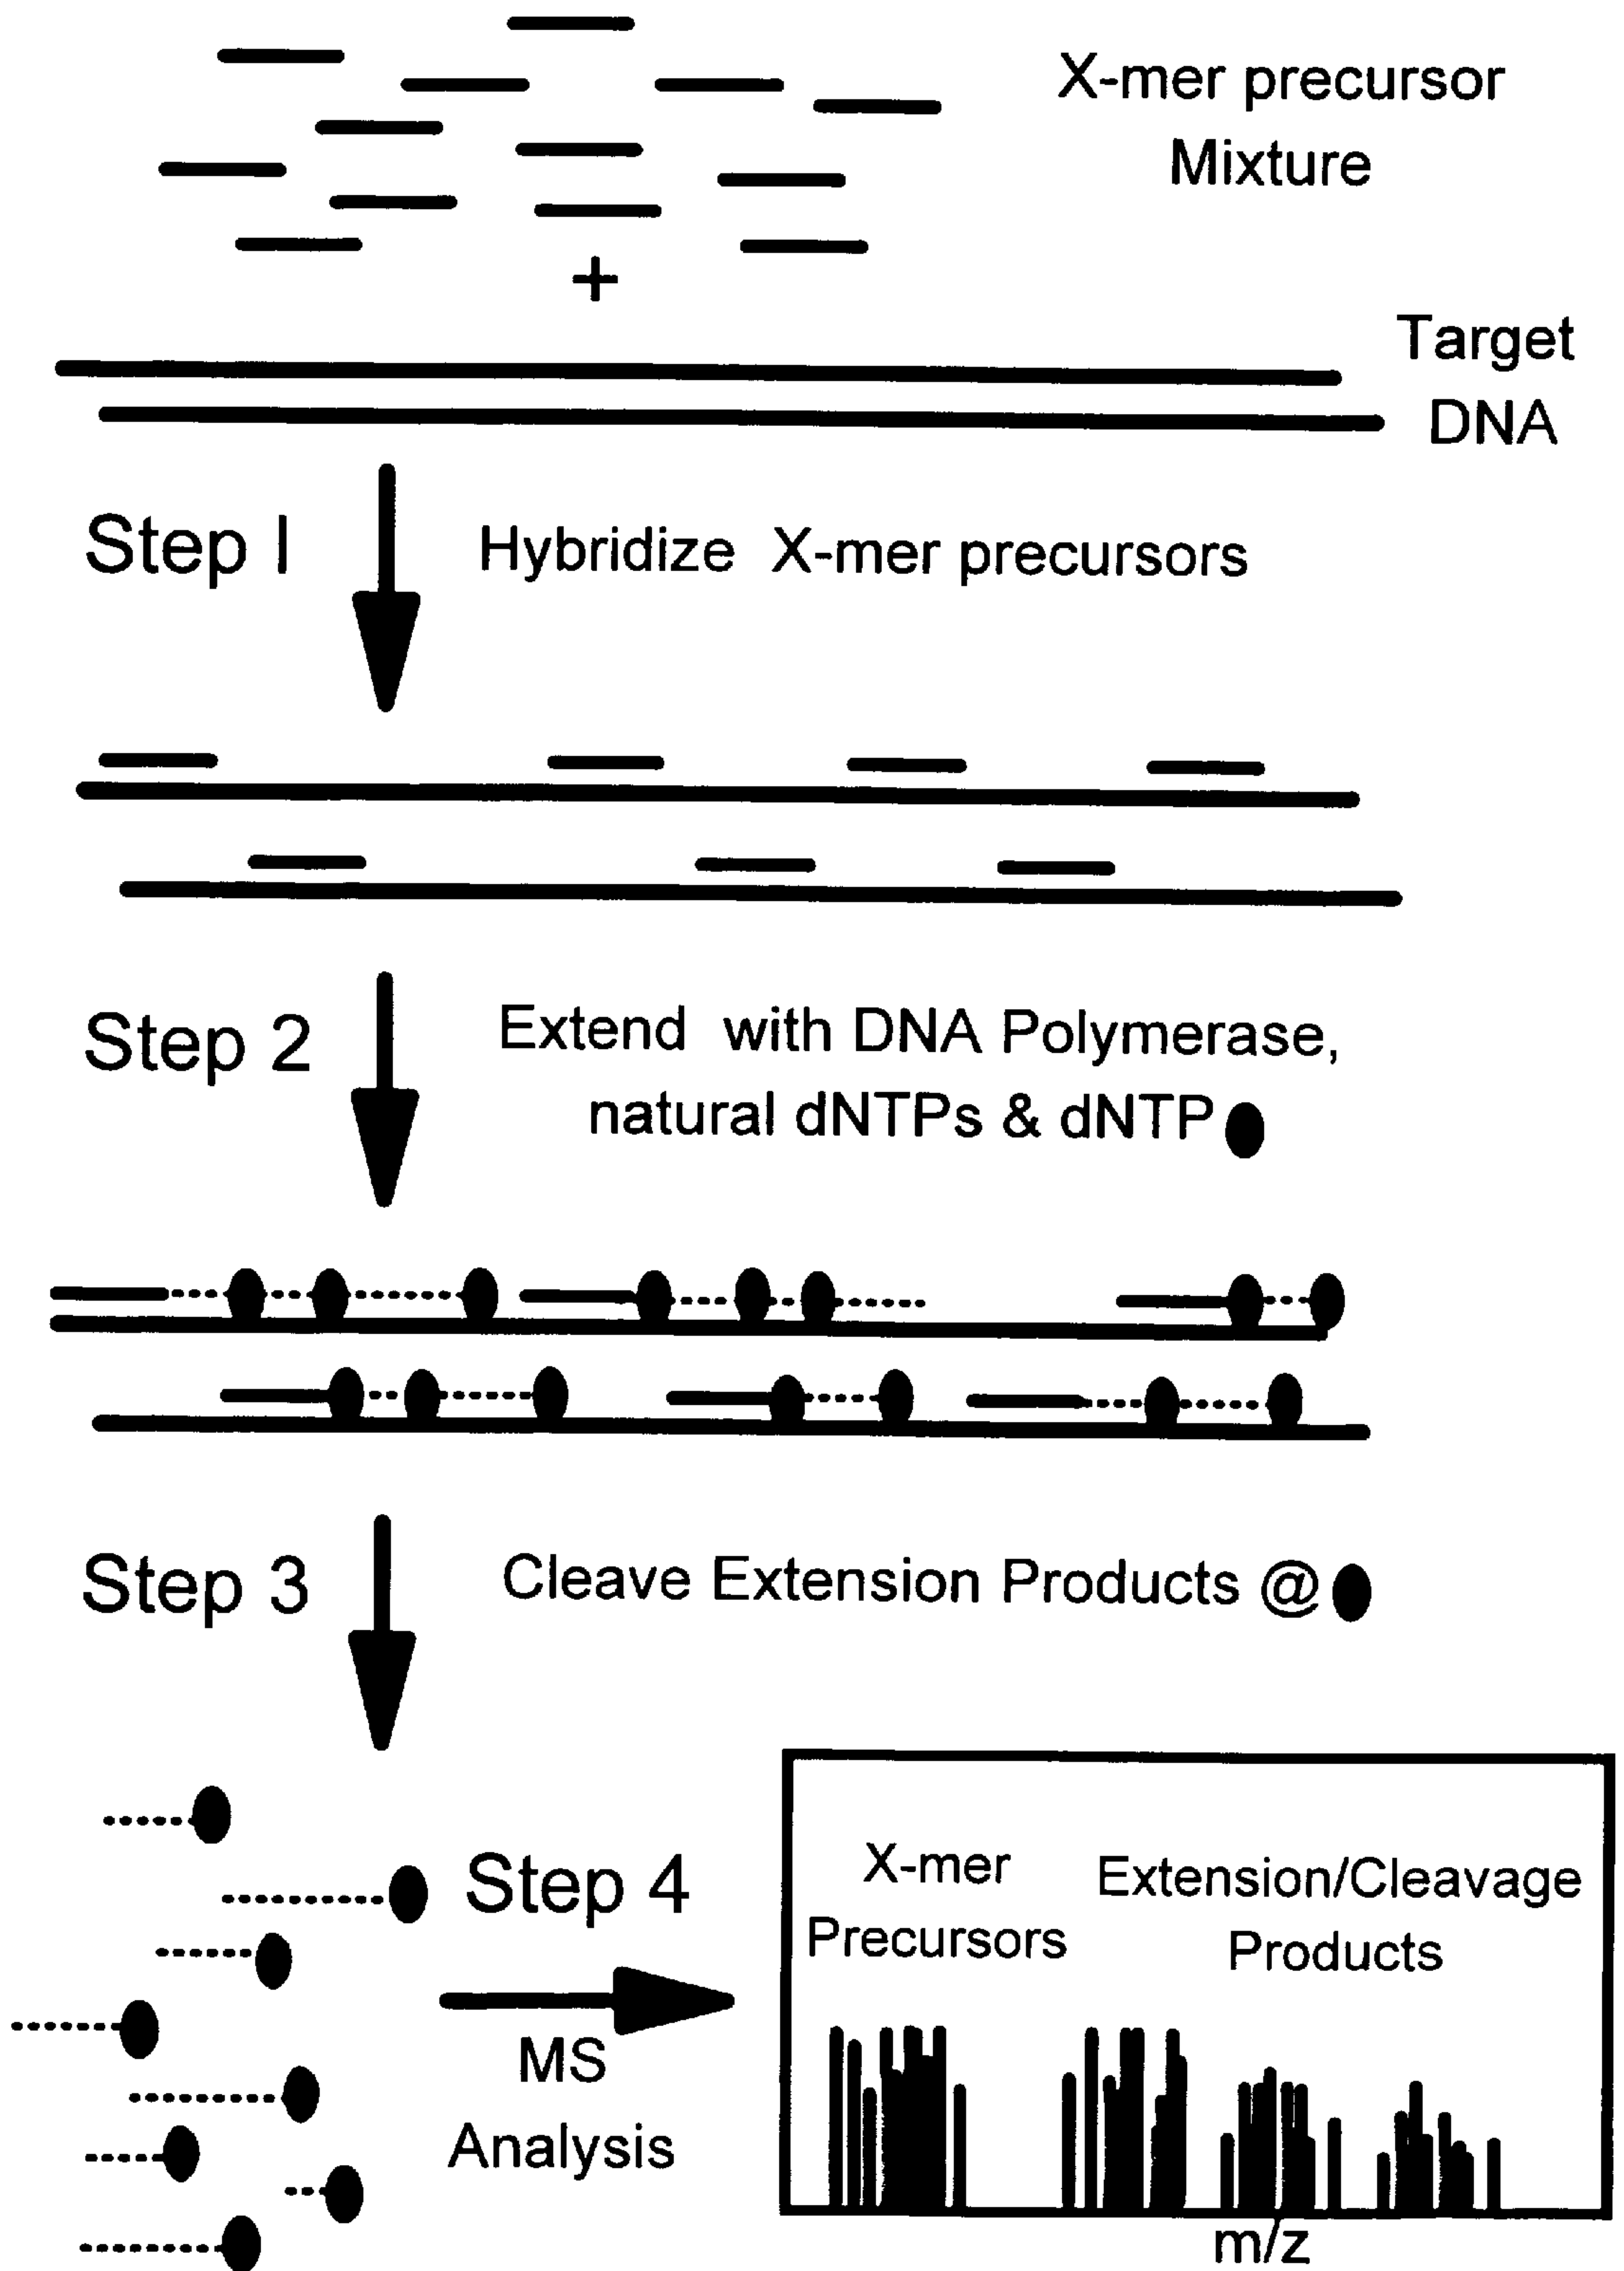 X-mer precursor
Mixture
+
Target
DNA
Step I
Hybridize X-mer precursors
Step 2
Extend with DNA Polymerase,
natural dNTPs & dNTP
Step 3
Cleave Extension Products @
Step 4
MS
Analysis
X-mer
Precursors
Extension/Cleavage
Products
m/z